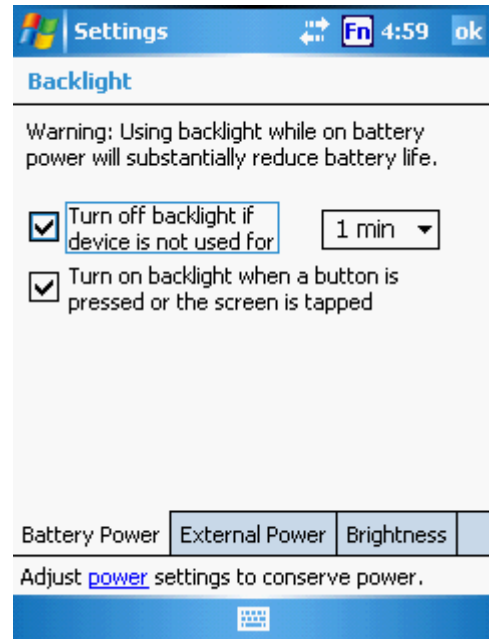 Settings Fn 4:59 ok
Backlight
Warning: Using backlight while on battery
power will substantially reduce battery life.
Turn off backlight if
device is not used for 1 min
Turn on backlight when a button is
pressed or the screen is tapped
Battery Power External Power Brightness
Adjust power settings to conserve power.